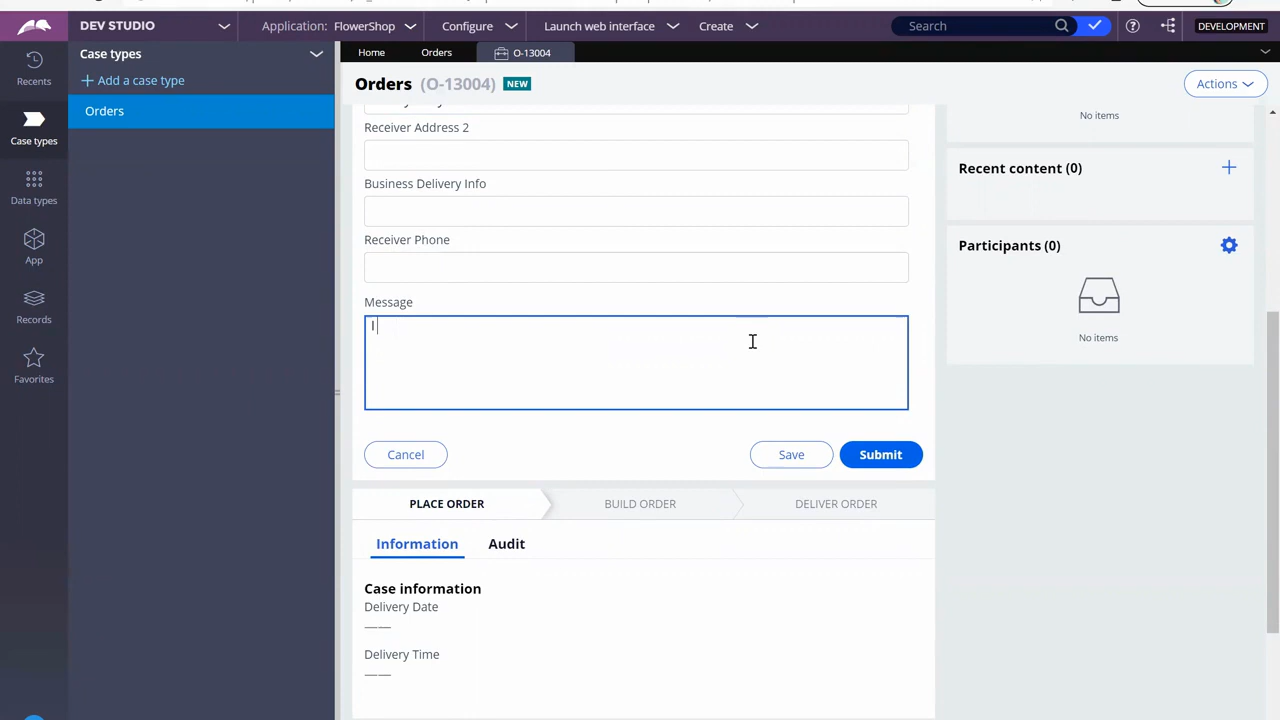 DEV STUDIO
Application: FlowerShop
Configure
Launch web interface
Create
Search
DEVELOPMENT
Recents
Case types
Data types
App
Records
Favorites
Case types
+ Add a case type
Orders
Home
Orders
O-13004
Orders (O-13004) NEW
Actions
Receiver Address 2
Business Delivery Info
Receiver Phone
Message
I
Cancel
Save
Submit
PLACE ORDER
BUILD ORDER
DELIVER ORDER
Information
Audit
Case information
Delivery Date
——
Delivery Time
——
No items
Recent content (0)
Participants (0)
No items